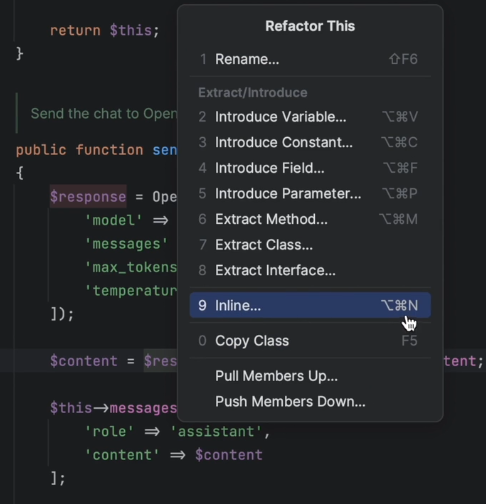 return $this;
}
Send the chat to Open
public function sen
{
$response = Ope
'model' =>
'messages'
'max_tokens
'temperatur
]);
$content = $res
tent;
$this->messages
'role' => 'assistant',
'content' => $content
];
Refactor This
1 Rename... ⇧F6
Extract/Introduce
2 Introduce Variable... ⌥⌘V
3 Introduce Constant... ⌥⌘C
4 Introduce Field... ⌥⌘F
5 Introduce Parameter... ⌥⌘P
6 Extract Method... ⌥⌘M
7 Extract Class...
8 Extract Interface...
9 Inline... ⌥⌘N
0 Copy Class F5
Pull Members Up...
Push Members Down...